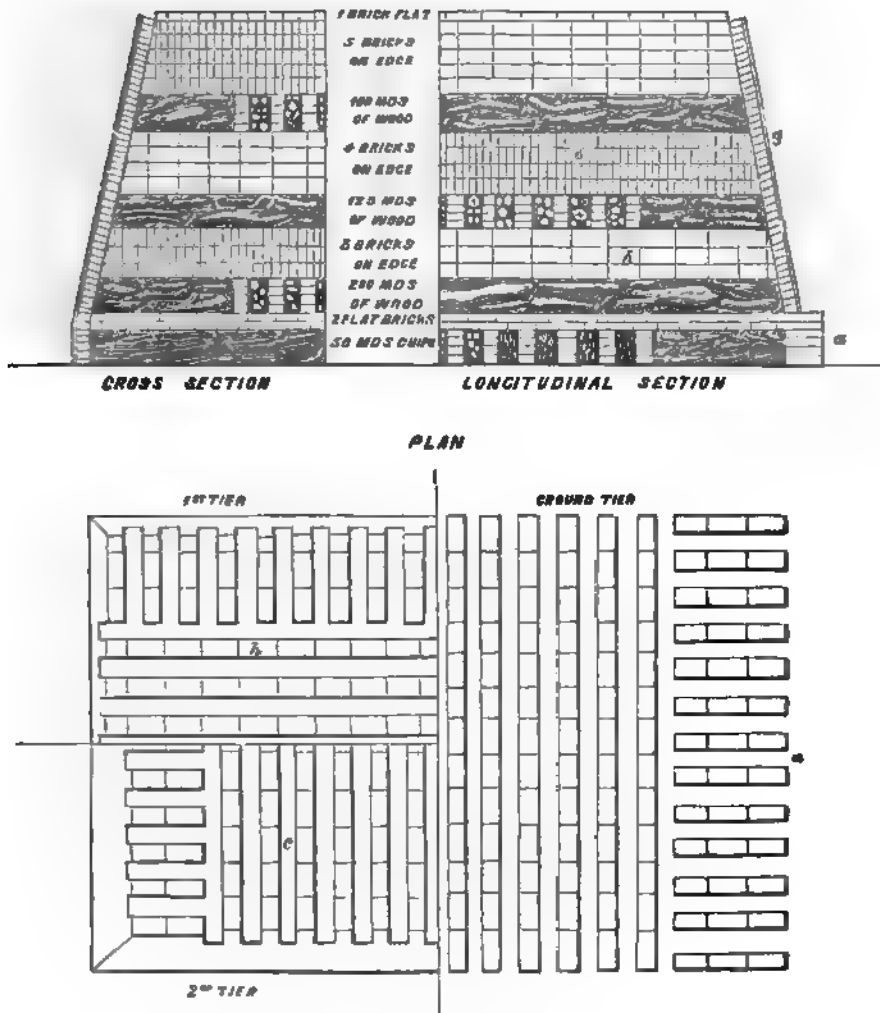 1 BRICK FLAT
5 BRICKS
ON EDGE
100 MDS
OF WOOD
4 BRICKS
ON EDGE
125 MDS
OF WOOD
3 BRICKS
ON EDGE
200 MDS
OF WOOD
2 FLAT BRICKS
50 MDS CHIPS
g
c
b
a
CROSS SECTION
LONGITUDINAL SECTION
PLAN
1ST TIER
GROUND TIER
b
a
c
2ND TIER